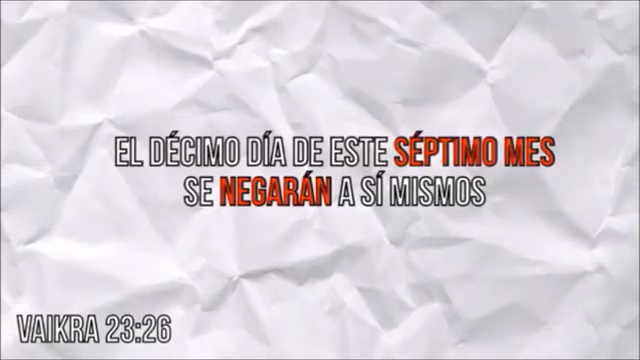 EL DÉCIMO DÍA DE ESTE SÉPTIMO MES
SE NEGARÁN A SÍ MISMOS
VAIKRA 23:26